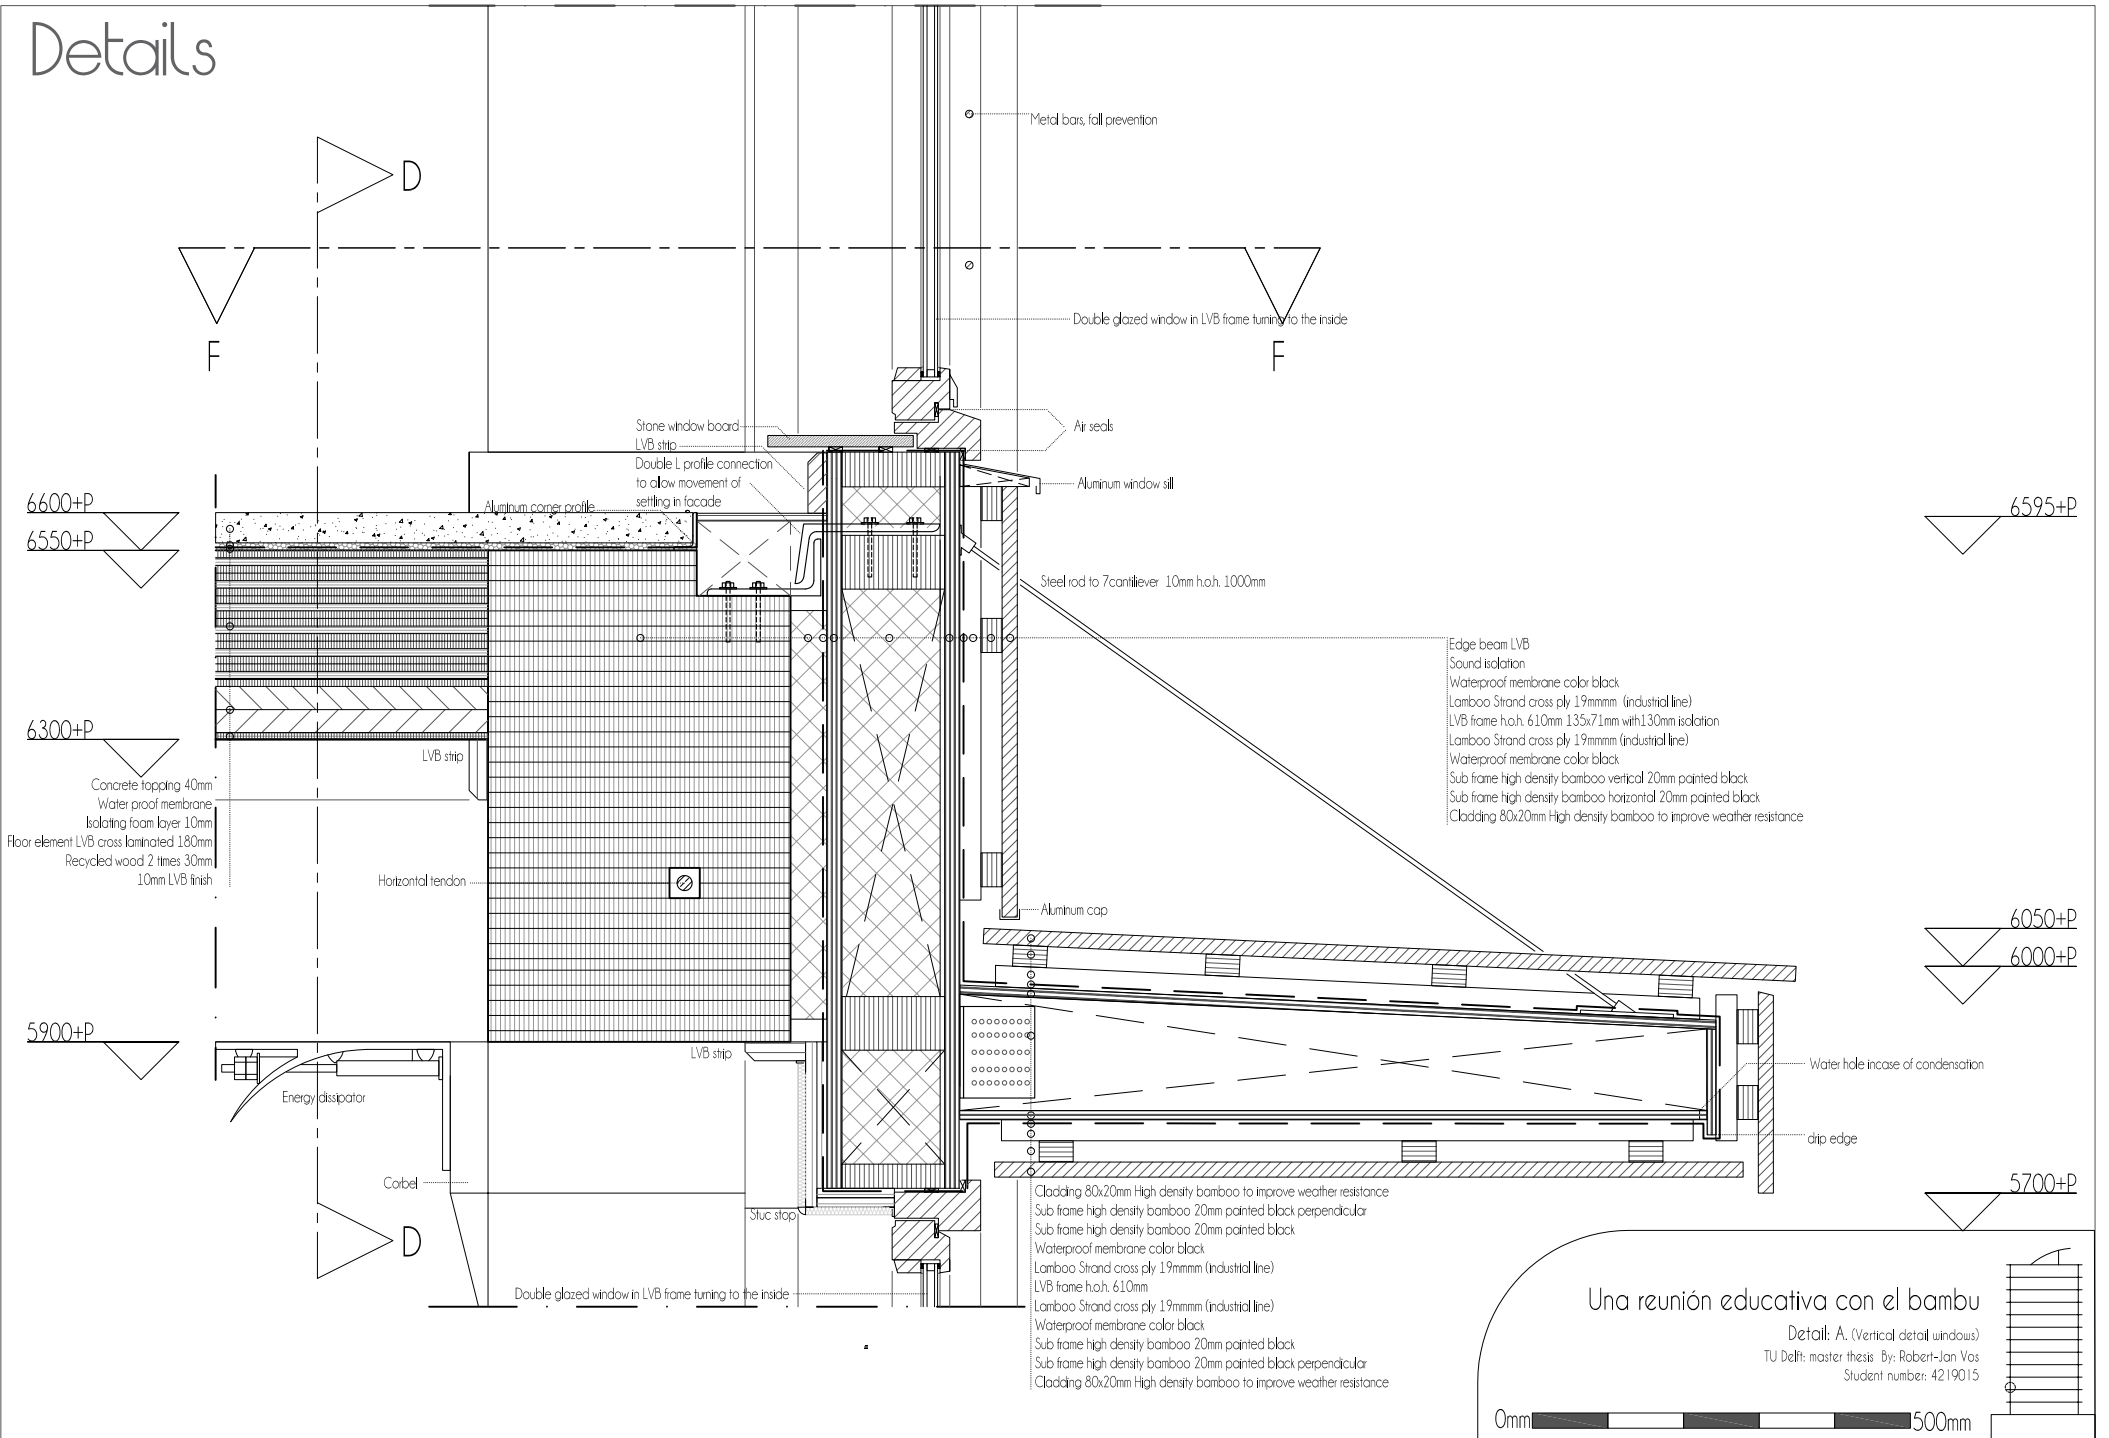 Details
Metal bars, fall prevention
D
Double glazed window in LVB frame turning to the inside
F
F
Stone window board
LVB strip
Double L profile connection
to allow movement of
settling in facade
Aluminum corner profile
Air seals
Aluminum window sill
6600+P
6550+P
6595+P
Steel rod to 7cantiliever 10mm h.o.h. 1000mm
Edge beam LVB
Sound isolation
Waterproof membrane color black
Lamboo Strand cross ply 19mmmm (industrial line)
LVB frame h.o.h. 610mm 135x71mm with130mm isolation
Lamboo Strand cross ply 19mmmm (industrial line)
Waterproof membrane color black
Sub frame high density bamboo vertical 20mm painted black
Sub frame high density bamboo horizontal 20mm painted black
Cladding 80x20mm High density bamboo to improve weather resistance
6300+P
LVB strip
Concrete topping 40mm
Water proof membrane
Isolating foam layer 10mm
Floor element LVB cross laminated 180mm
Recycled wood 2 times 30mm
10mm LVB finish
Horizontal tendon
Aluminum cap
6050+P
6000+P
5900+P
LVB strip
Energy dissipator
Water hole incase of condensation
drip edge
Corbel
5700+P
Stuc stop
D
Cladding 80x20mm High density bamboo to improve weather resistance
Sub frame high density bamboo 20mm painted black perpendicular
Sub frame high density bamboo 20mm painted black
Waterproof membrane color black
Lamboo Strand cross ply 19mmmm (industrial line)
LVB frame h.o.h. 610mm
Lamboo Strand cross ply 19mmmm (industrial line)
Waterproof membrane color black
Sub frame high density bamboo 20mm painted black
Sub frame high density bamboo 20mm painted black perpendicular
Cladding 80x20mm High density bamboo to improve weather resistance
Double glazed window in LVB frame turning to the inside
Una reunión educativa con el bambu
Detail: A. (Vertical detail windows)
TU Delft: master thesis By: Robert-Jan Vos
Student number: 4219015
0mm
500mm